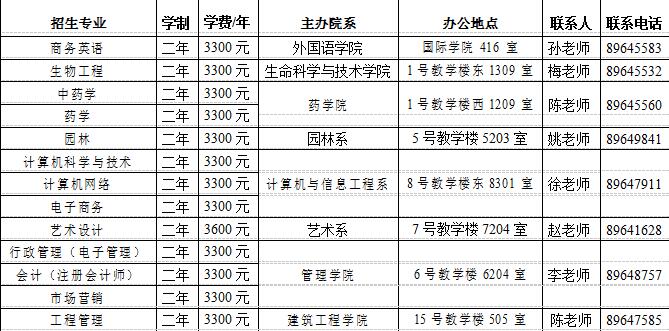 招生专业 学制 学费/年 主办院系 办公地点 联系人 联系电话
商务英语 二年 3300 元 外国语学院 国际学院 416 室 孙老师 89645583
生物工程 二年 3300 元 生命科学与技术学院 1 号教学楼东 1309 室 梅老师 89645532
中药学 二年 3300 元
药学院 1 号教学楼西 1209 室 陈老师 89645560
药学 二年 3300 元
园林 二年 3300 元 园林系 5 号教学楼 5203 室 姚老师 89649841
计算机科学与技术 二年 3300 元
计算机网络 二年 3300 元 计算机与信息工程系 8 号教学楼东 8301 室 徐老师 89647911
电子商务 二年 3300 元
艺术设计 二年 3600 元 艺术系 7 号教学楼 7204 室 赵老师 89641628
行政管理（电子管理） 二年 3300 元
会计（注册会计师） 二年 3300 元 管理学院 6 号教学楼 6204 室 李老师 89648757
市场营销 二年 3300 元
工程管理 二年 3300 元 建筑工程学院 15 号教学楼 505 室 陈老师 89647585